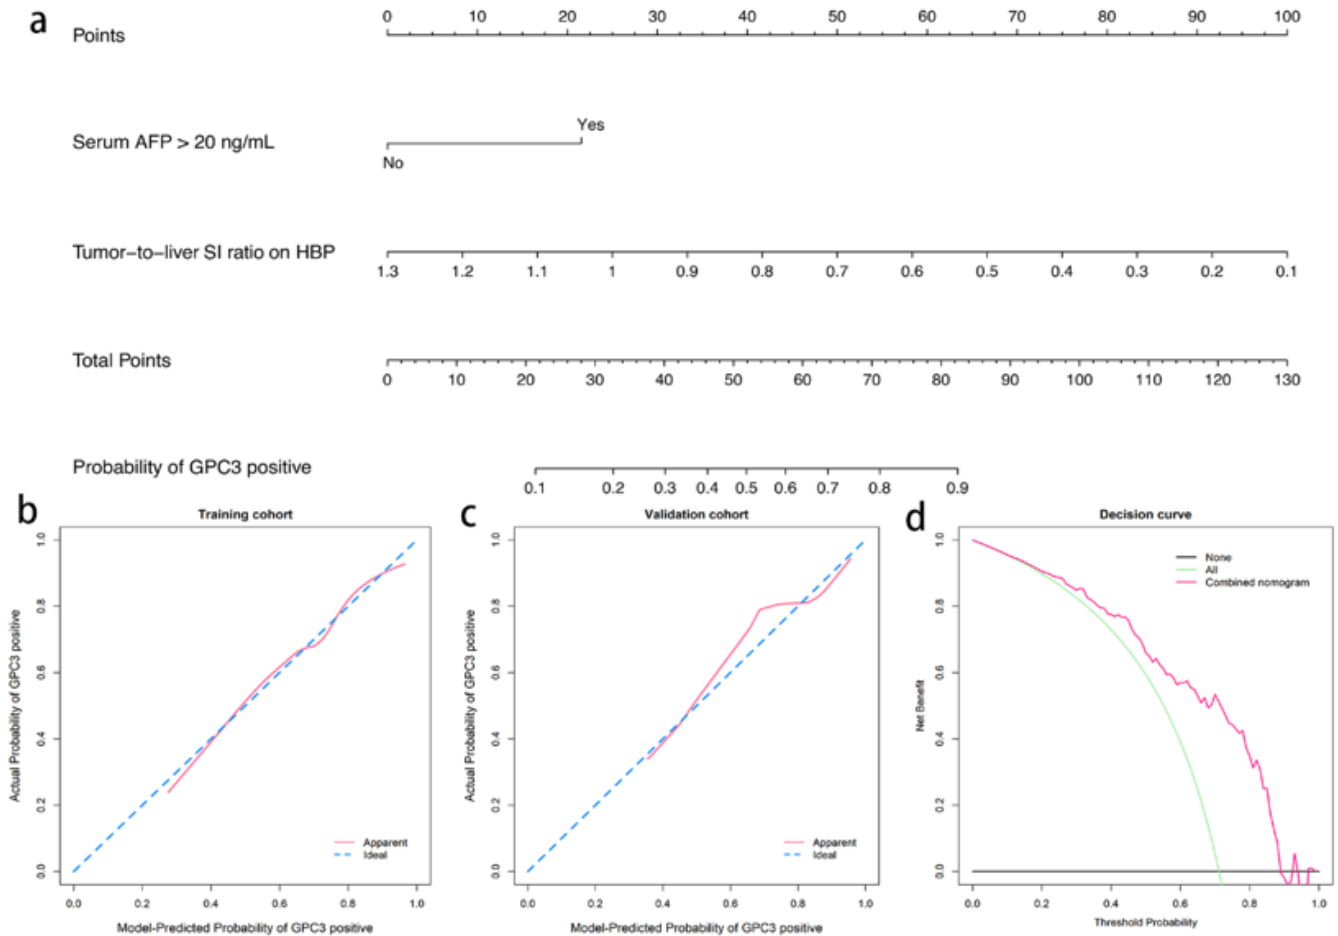 a
Points
0 10 20 30 40 50 60 70 80 90 100
Serum AFP > 20 ng/mL
Yes
No
Tumor-to-liver SI ratio on HBP
1.3 1.2 1.1 1 0.9 0.8 0.7 0.6 0.5 0.4 0.3 0.2 0.1
Total Points
0 10 20 30 40 50 60 70 80 90 100 110 120 130
Probability of GPC3 positive
0.1 0.2 0.3 0.4 0.5 0.6 0.7 0.8 0.9
b
Training cohort
Actual Probability of GPC3 positive
0.0 0.2 0.4 0.6 0.8 1.0
Apparent
Ideal
0.0 0.2 0.4 0.6 0.8 1.0
Model-Predicted Probability of GPC3 positive
c
Validation cohort
Actual Probability of GPC3 positive
0.0 0.2 0.4 0.6 0.8 1.0
Apparent
Ideal
0.0 0.2 0.4 0.6 0.8 1.0
Model-Predicted Probability of GPC3 positive
d
Decision curve
Net Benefit
0.0 0.2 0.4 0.6 0.8 1.0
None
All
Combined nomogram
0.0 0.2 0.4 0.6 0.8 1.0
Threshold Probability